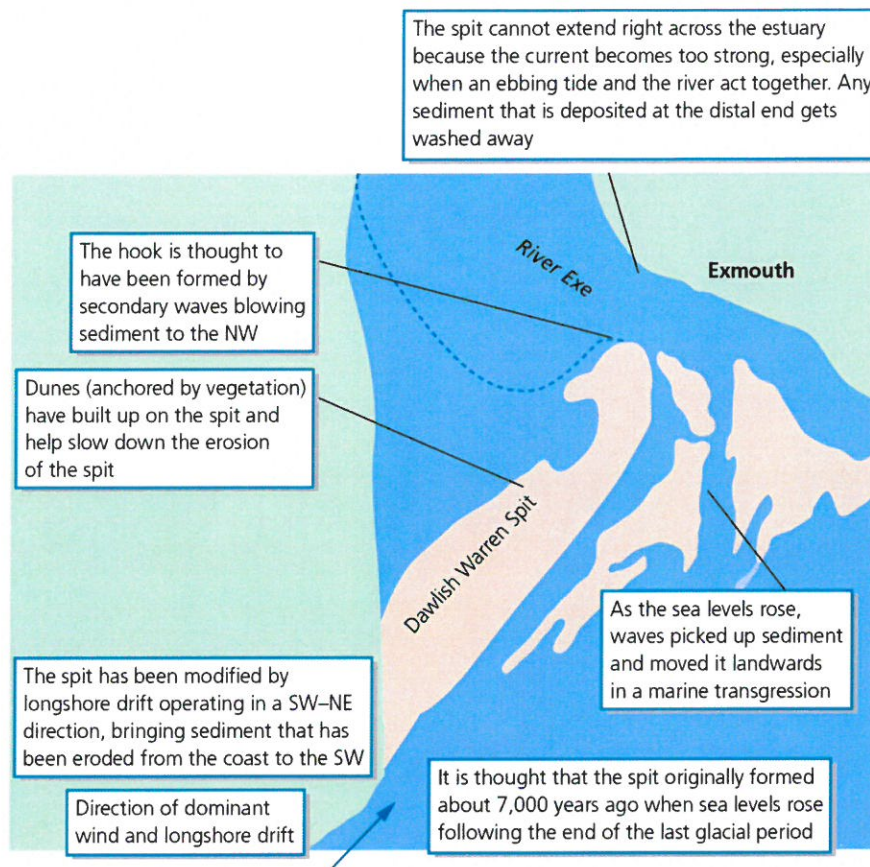 The spit cannot extend right across the estuary
because the current becomes too strong, especially
when an ebbing tide and the river act together. Any
sediment that is deposited at the distal end gets
washed away
The hook is thought to
have been formed by
secondary waves blowing
sediment to the NW
River Exe
Exmouth
Dunes (anchored by vegetation)
have built up on the spit and
help slow down the erosion
of the spit
Dawlish Warren Spit
As the sea levels rose,
waves picked up sediment
and moved it landwards
in a marine transgression
The spit has been modified by
longshore drift operating in a SW–NE
direction, bringing sediment that has
been eroded from the coast to the SW
Direction of dominant
wind and longshore drift
It is thought that the spit originally formed
about 7,000 years ago when sea levels rose
following the end of the last glacial period